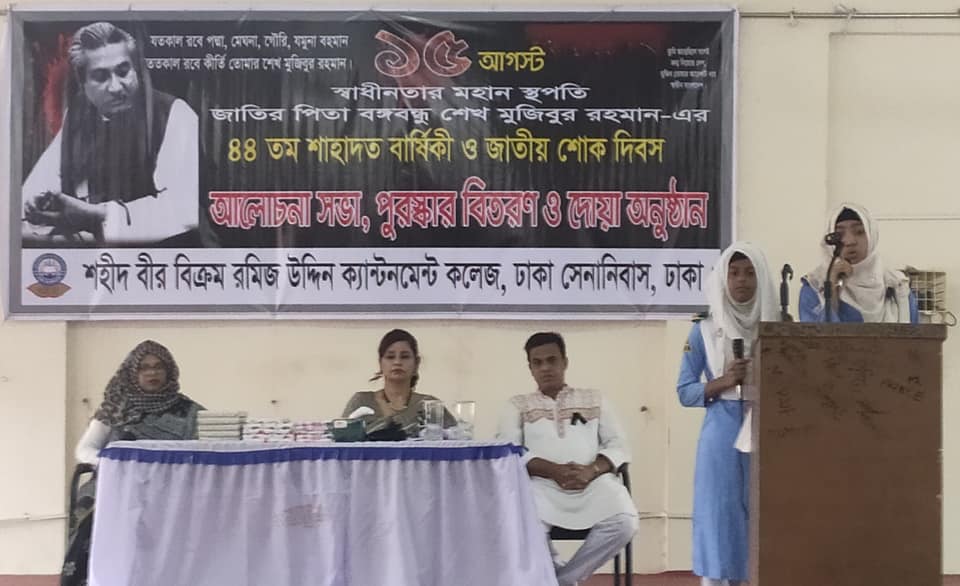 যতকাল রবে পদ্মা, মেঘনা, গৌরি, যমুনা বহমান
ততকাল রবে কীর্তি তোমার শেখ মুজিবুর রহমান।
১৫ আগস্ট
স্বাধীনতার মহান স্থপতি
জাতির পিতা বঙ্গবন্ধু শেখ মুজিবুর রহমান-এর
৪৪ তম শাহাদত বার্ষিকী ও জাতীয় শোক দিবস
আলোচনা সভা, পুরস্কার বিতরণ ও দোয়া অনুষ্ঠান
শহীদ বীর বিক্রম রমিজ উদ্দিন ক্যান্টনমেন্ট কলেজ, ঢাকা সেনানিবাস, ঢাকা